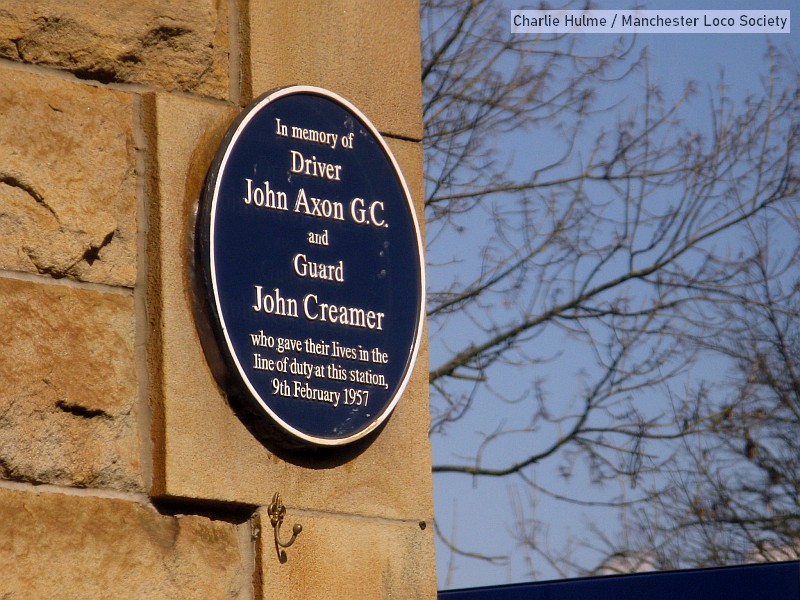 Charlie Hulme / Manchester Loco Society
In memory of
Driver
John Axon G.C.
and
Guard
John Creamer
who gave their lives in the
line of duty at this station,
9th February 1957